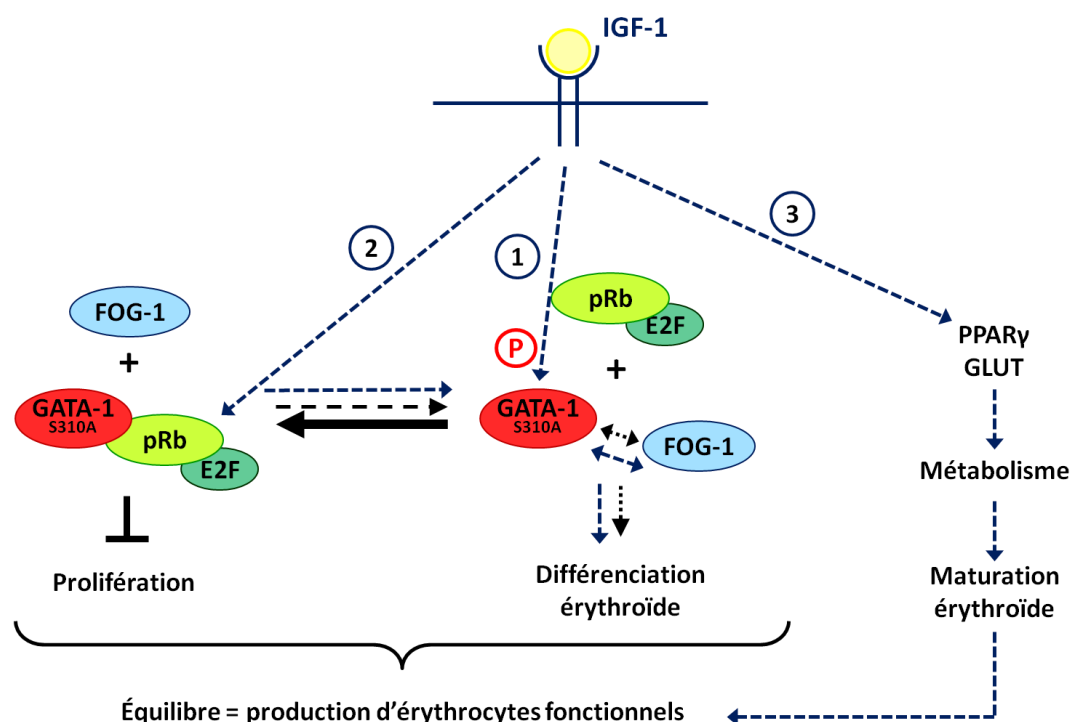 IGF-1
3
2
1
pRb
E2F
FOG-1
+
P
+
PPARγ
GLUT
GATA-1
S310A
pRb
E2F
GATA-1
S310A
FOG-1
Métabolisme
Prolifération
Différenciation
érythroïde
Maturation
érythroïde
Équilibre = production d'érythrocytes fonctionnels